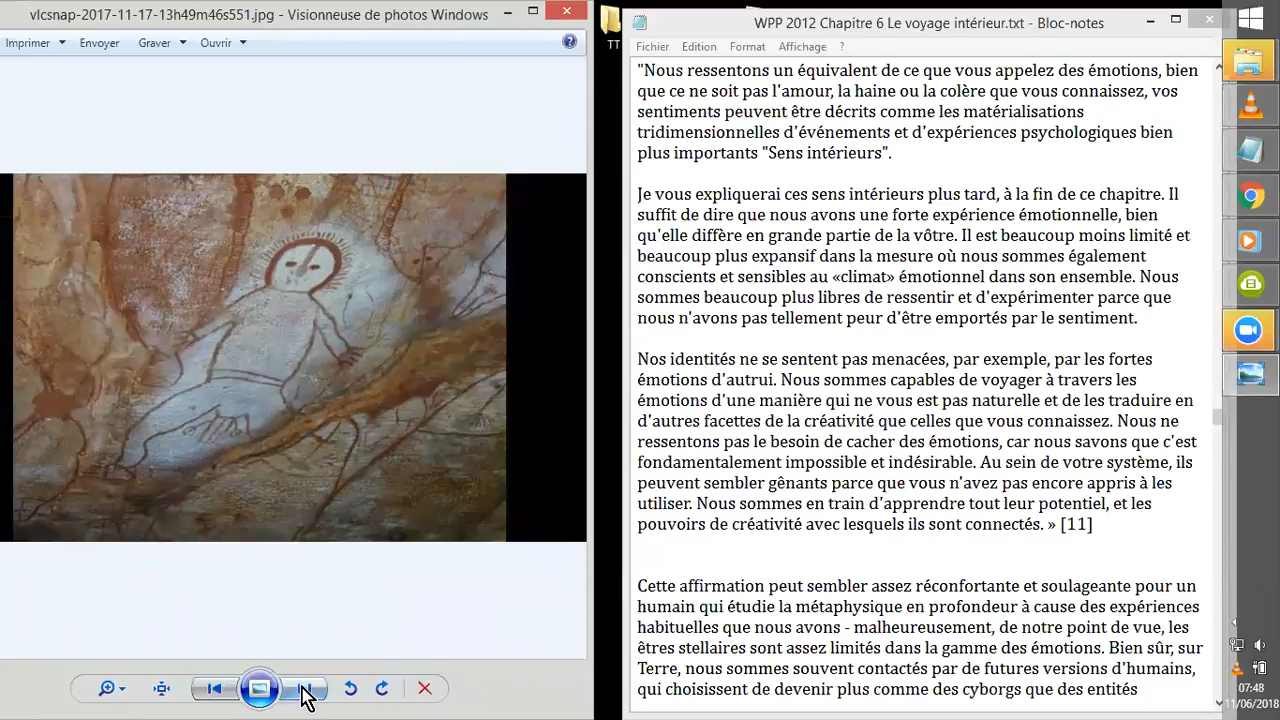 vlcsnap-2017-11-17-13h49m46s551.jpg - Visionneuse de photos Windows
Imprimer
Envoyer
Graver
Ouvrir
TT
WPP 2012 Chapitre 6 Le voyage intérieur.txt - Bloc-notes
Fichier
Edition
Format
Affichage
?
"Nous ressentons un équivalent de ce que vous appelez des émotions, bien
que ce ne soit pas l'amour, la haine ou la colère que vous connaissez, vos
sentiments peuvent être décrits comme les matérialisations
tridimensionnelles d'événements et d'expériences psychologiques bien
plus importants "Sens intérieurs".
Je vous expliquerai ces sens intérieurs plus tard, à la fin de ce chapitre. Il
suffit de dire que nous avons une forte expérience émotionnelle, bien
qu'elle diffère en grande partie de la vôtre. Il est beaucoup moins limité et
beaucoup plus expansif dans la mesure où nous sommes également
conscients et sensibles au «climat» émotionnel dans son ensemble. Nous
sommes beaucoup plus libres de ressentir et d'expérimenter parce que
nous n'avons pas tellement peur d'être emportés par le sentiment.
Nos identités ne se sentent pas menacées, par exemple, par les fortes
émotions d'autrui. Nous sommes capables de voyager à travers les
émotions d'une manière qui ne vous est pas naturelle et de les traduire en
d'autres facettes de la créativité que celles que vous connaissez. Nous ne
ressentons pas le besoin de cacher des émotions, car nous savons que c'est
fondamentalement impossible et indésirable. Au sein de votre système, ils
peuvent sembler gênants parce que vous n'avez pas encore appris à les
utiliser. Nous sommes en train d'apprendre tout leur potentiel, et les
pouvoirs de créativité avec lesquels ils sont connectés. » [11]
Cette affirmation peut sembler assez réconfortante et soulageante pour un
humain qui étudie la métaphysique en profondeur à cause des expériences
habituelles que nous avons - malheureusement, de notre point de vue, les
êtres stellaires sont assez limités dans la gamme des émotions. Bien sûr, sur
Terre, nous sommes souvent contactés par de futures versions d'humains,
qui choisissent de devenir plus comme des cyborgs que des entités
07:48
11/06/2018